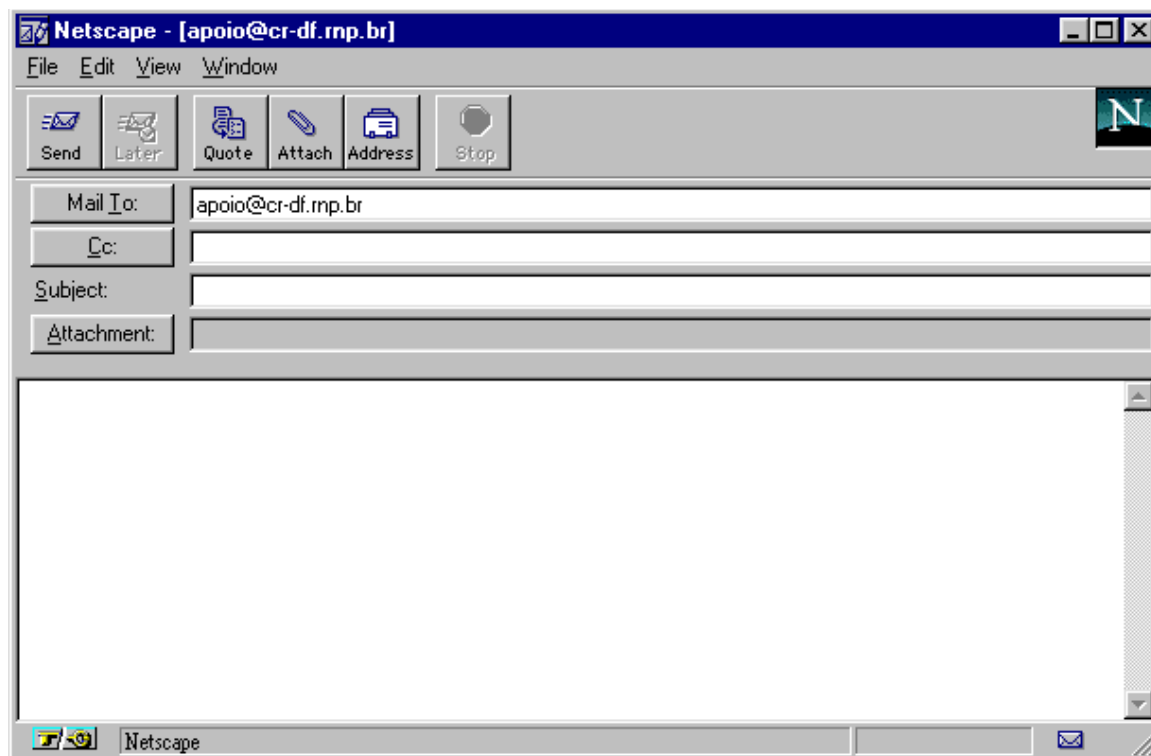 Netscape - [apoio@cr-df.rnp.br]
File Edit View Window
Send Later Quote Attach Address Stop N
Mail To: apoio@cr-df.rnp.br
Cc:
Subject:
Attachment:
Netscape